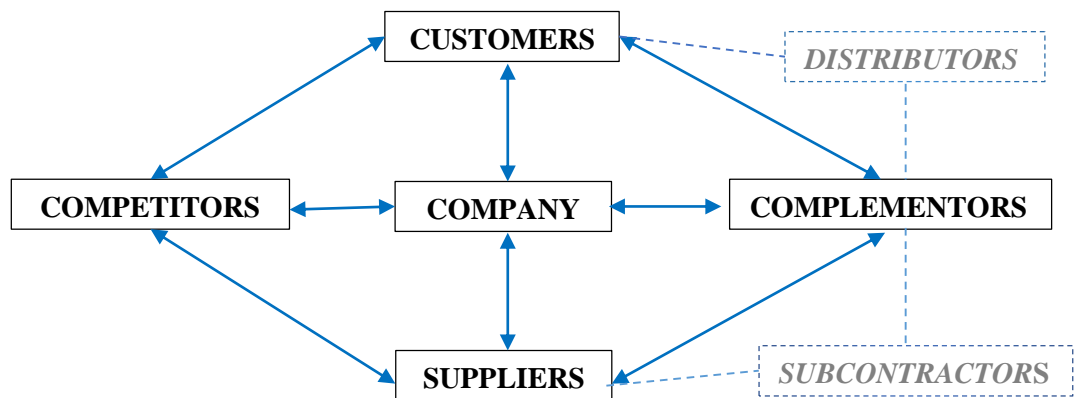 CUSTOMERS
DISTRIBUTORS
COMPETITORS
COMPANY
COMPLEMENTORS
SUPPLIERS
SUBCONTRACTORS